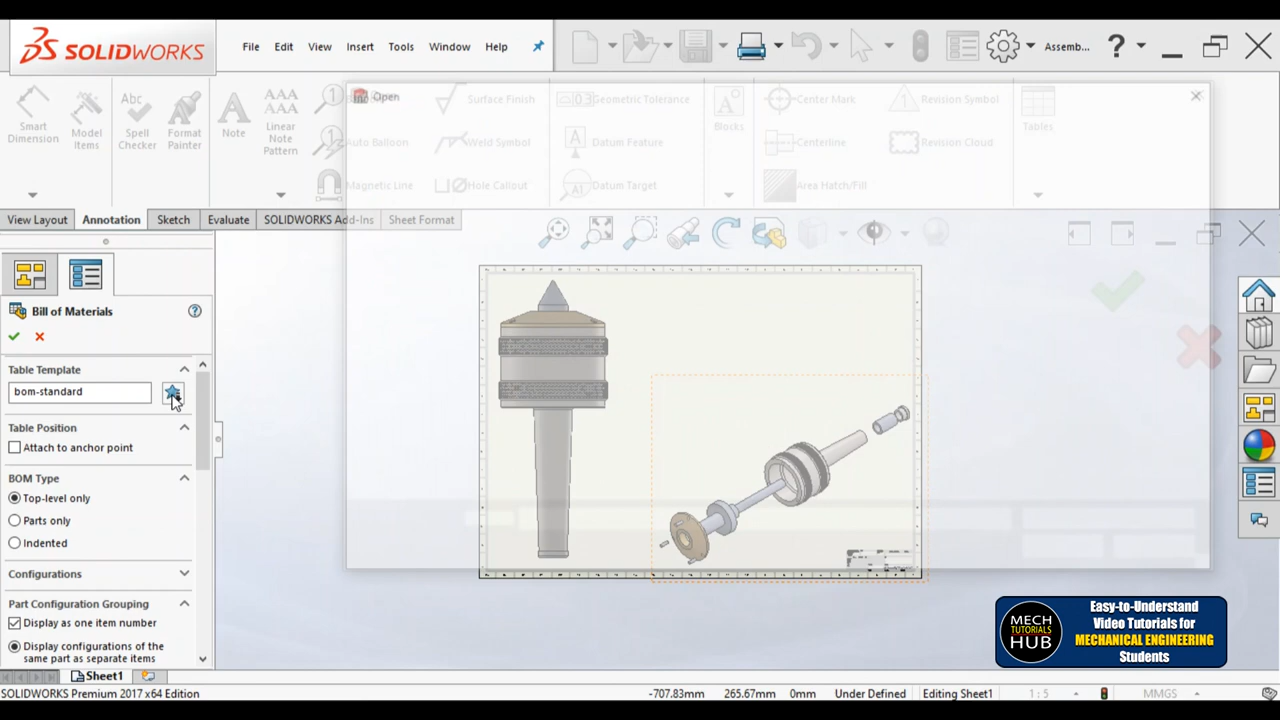 SOLIDWORKS
File Edit View Insert Tools Window Help
Assemb...
?
Smart
Dimension
Model
Items
Abc
Spell
Checker
Format
Painter
A
Note
AAA
AAA
Linear
Note
Pattern
Auto Balloon
Magnetic Line
Open
Surface Finish
Weld Symbol
Hole Callout
Geometric Tolerance
Datum Feature
Datum Target
Blocks
Center Mark
Centerline
Area Hatch/Fill
Revision Symbol
Revision Cloud
Tables
View Layout Annotation Sketch Evaluate SOLIDWORKS Add-Ins Sheet Format
Bill of Materials
Table Template
bom-standard
Table Position
Attach to anchor point
BOM Type
Top-level only
Parts only
Indented
Configurations
Part Configuration Grouping
Display as one item number
Display configurations of the
same part as separate items
Sheet1
MECH
TUTORIALS
HUB
Easy-to-Understand
Video Tutorials for
MECHANICAL ENGINEERING
Students
SOLIDWORKS Premium 2017 x64 Edition
-707.83mm 265.67mm 0mm Under Defined Editing Sheet1 1 : 5 MMGS